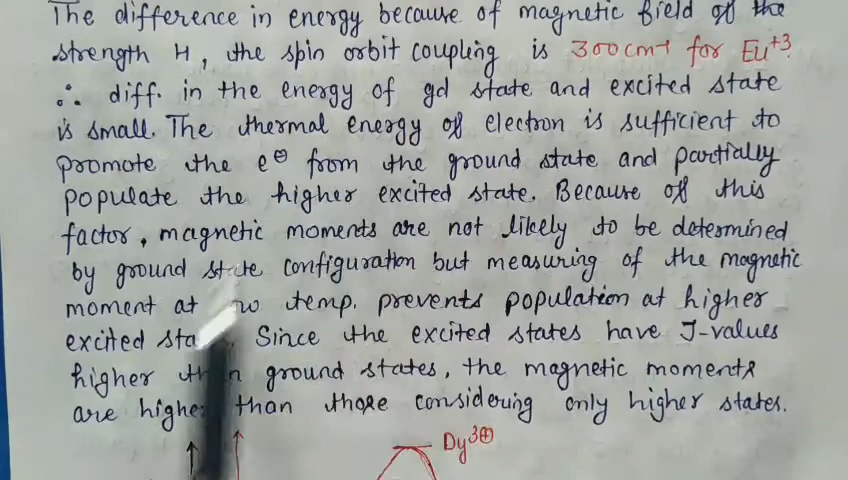 The difference in energy because of magnetic field of the
strength H, the spin orbit coupling is 300cm-1 for Eu+3.
∴ diff. in the energy of gd state and excited state
is small. The thermal energy of electron is sufficient to
promote the e⊖ from the ground state and partially
populate the higher excited state. Because of this
factor, magnetic moments are not likely to be determined
by ground state configuration but measuring of the magnetic
moment at temp. prevents population at higher
excited Since the excited states have J-values
higher than ground states, the magnetic moments
are higher than those considering only higher states.
Dy3⊕